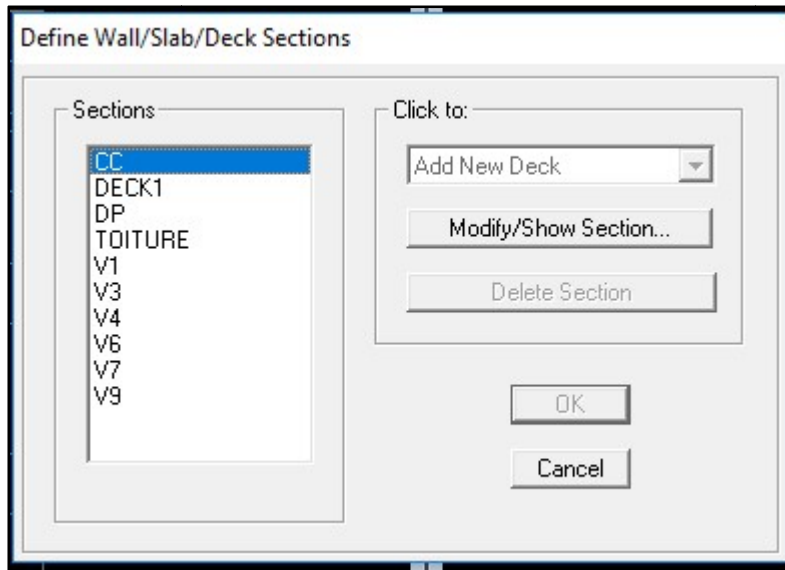 Define Wall/Slab/Deck Sections
Sections
CC
DECK1
DP
TOITURE
V1
V3
V4
V6
V7
V9
Click to:
Add New Deck
Modify/Show Section...
Delete Section
OK
Cancel